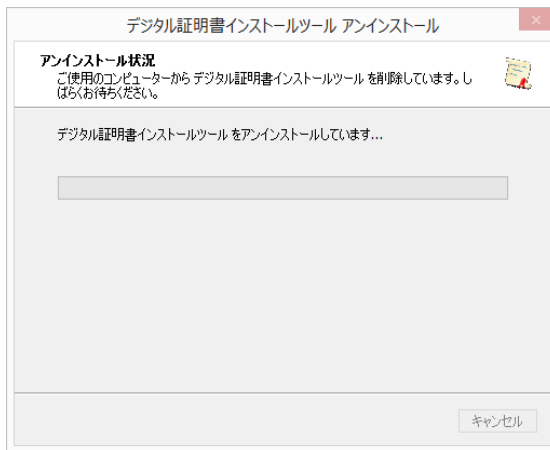 デジタル証明書インストールツール アンインストール
アンインストール状況
ご使用のコンピューターから デジタル証明書インストールツール を削除しています。し
ばらくお待ちください。
デジタル証明書インストールツール をアンインストールしています...
キャンセル